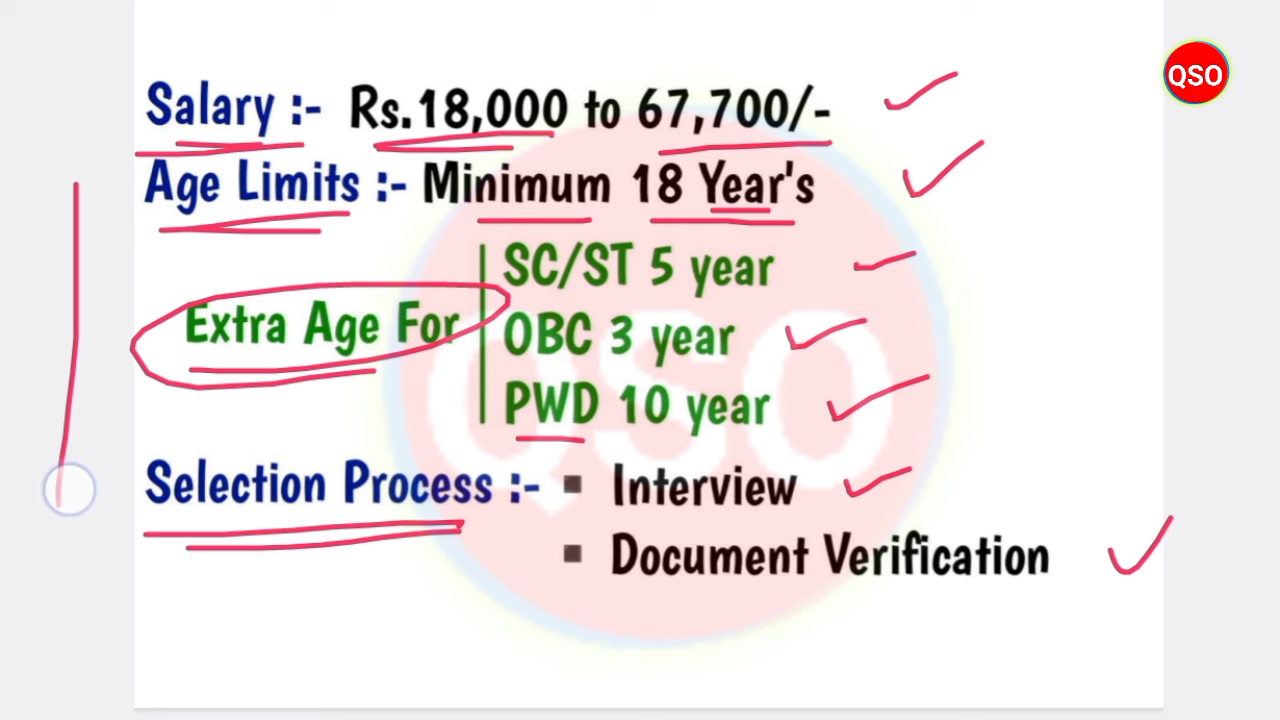 QSO
Salary :- Rs.18,000 to 67,700/-
Age Limits :- Minimum 18 Year's
Extra Age For
SC/ST 5 year
OBC 3 year
PWD 10 year
Selection Process :- ▪ Interview
▪ Document Verification
QSO